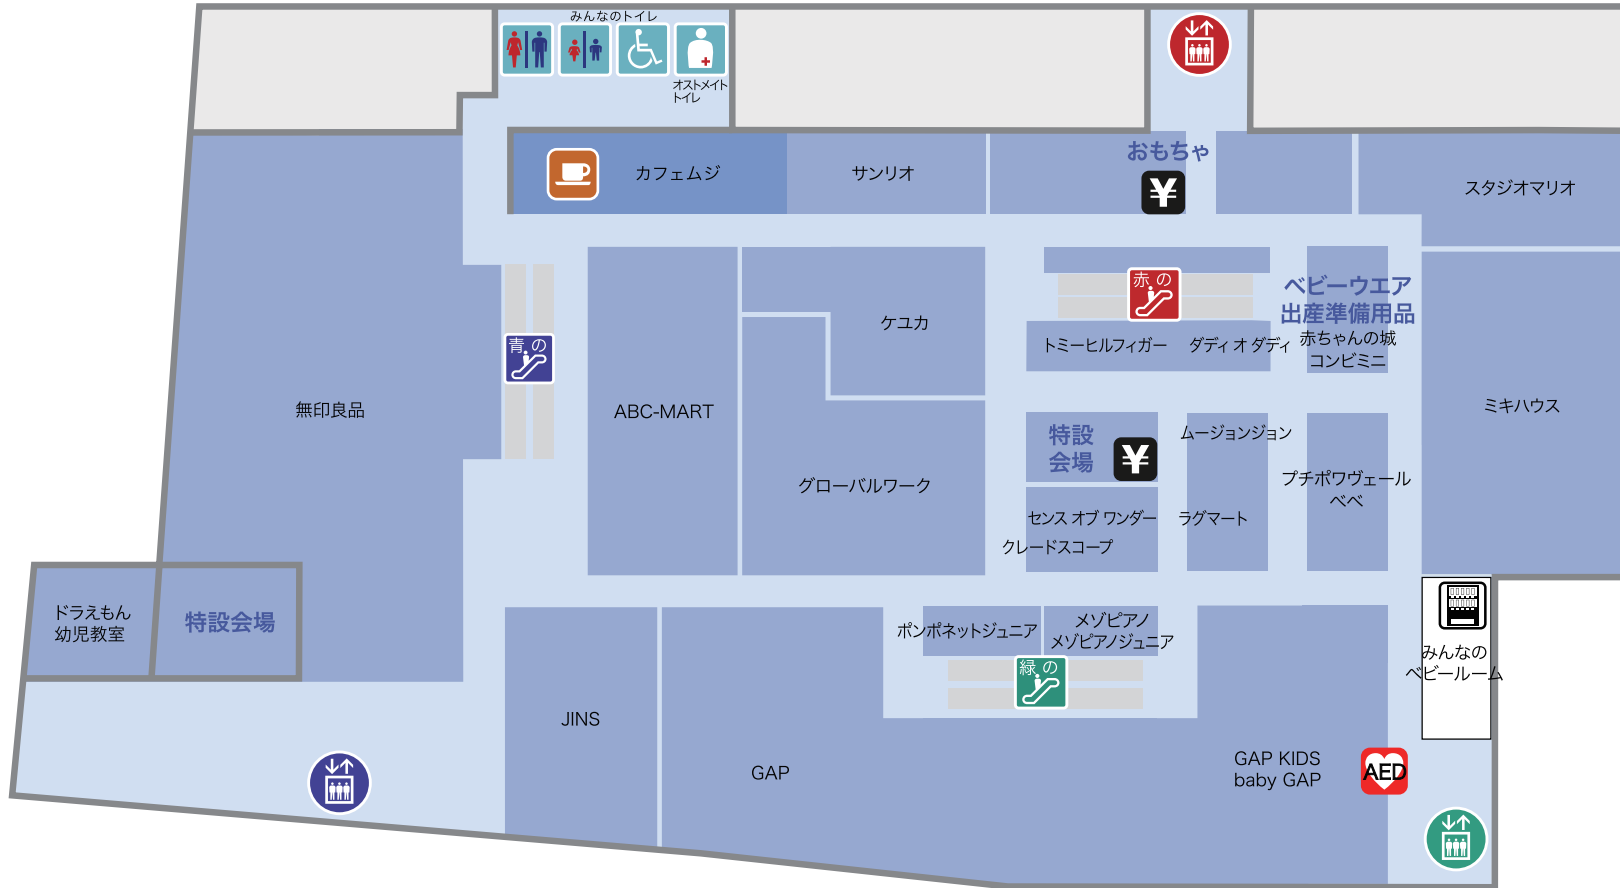 みんなのトイレ
オストメイト
トイレ
カフェムジ
サンリオ
おもちゃ
¥
スタジオマリオ
赤の
ベビーウエア
出産準備用品
赤ちゃんの城
コンビミニ
ケユカ
トミーヒルフィガー
ダディ オ ダディ
青の
無印良品
ABC-MART
ミキハウス
特設
会場
¥
ムージョンジョン
プチポワヴェール
べべ
グローバルワーク
センス オブ ワンダー
クレードスコープ
ラグマート
ドラえもん
幼児教室
特設会場
ポンポネットジュニア
メゾピアノ
メゾピアノジュニア
緑の
みんなの
ベビールーム
JINS
GAP
GAP KIDS
baby GAP
AED